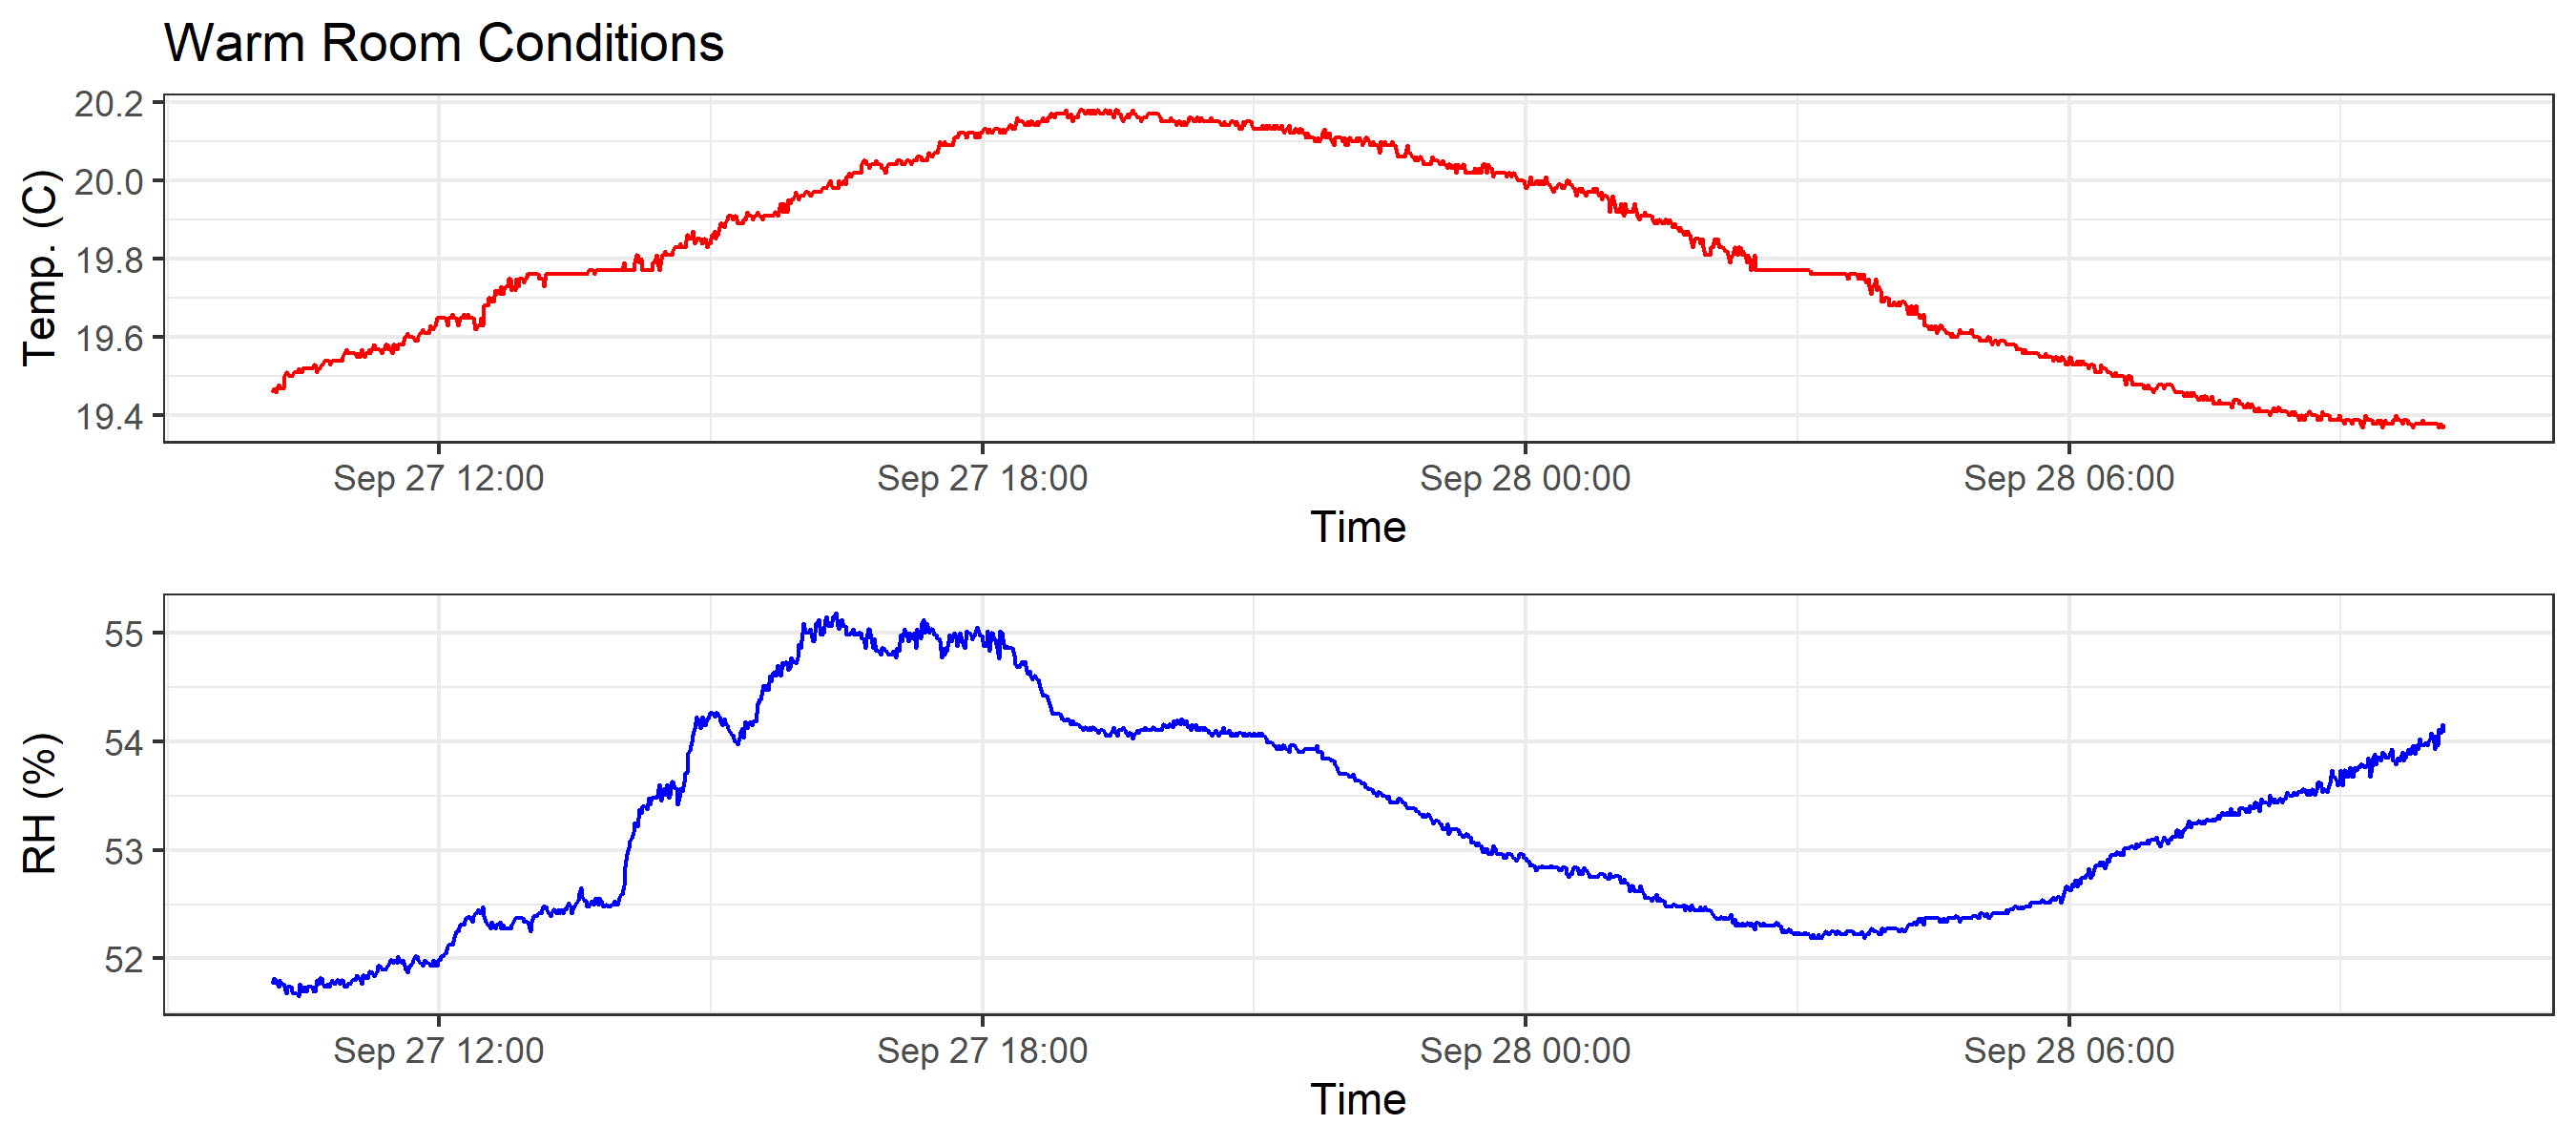 Warm Room Conditions
Temp. (C)
20.2
20.0
19.8
19.6
19.4
Sep 27 12:00 Sep 27 18:00 Sep 28 00:00 Sep 28 06:00
Time
RH (%)
55
54
53
52
Sep 27 12:00 Sep 27 18:00 Sep 28 00:00 Sep 28 06:00
Time